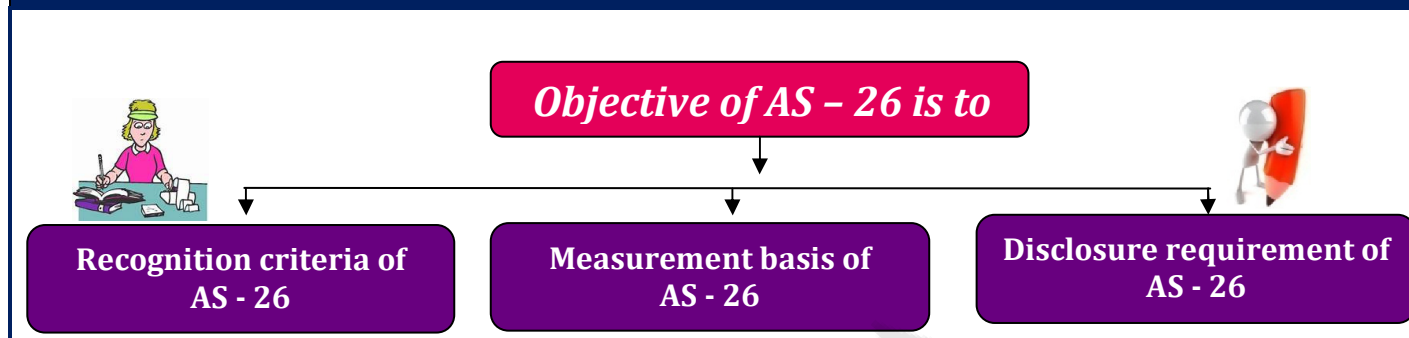 Objective of AS – 26 is to
Recognition criteria of
AS - 26
Measurement basis of
AS - 26
Disclosure requirement of
AS - 26